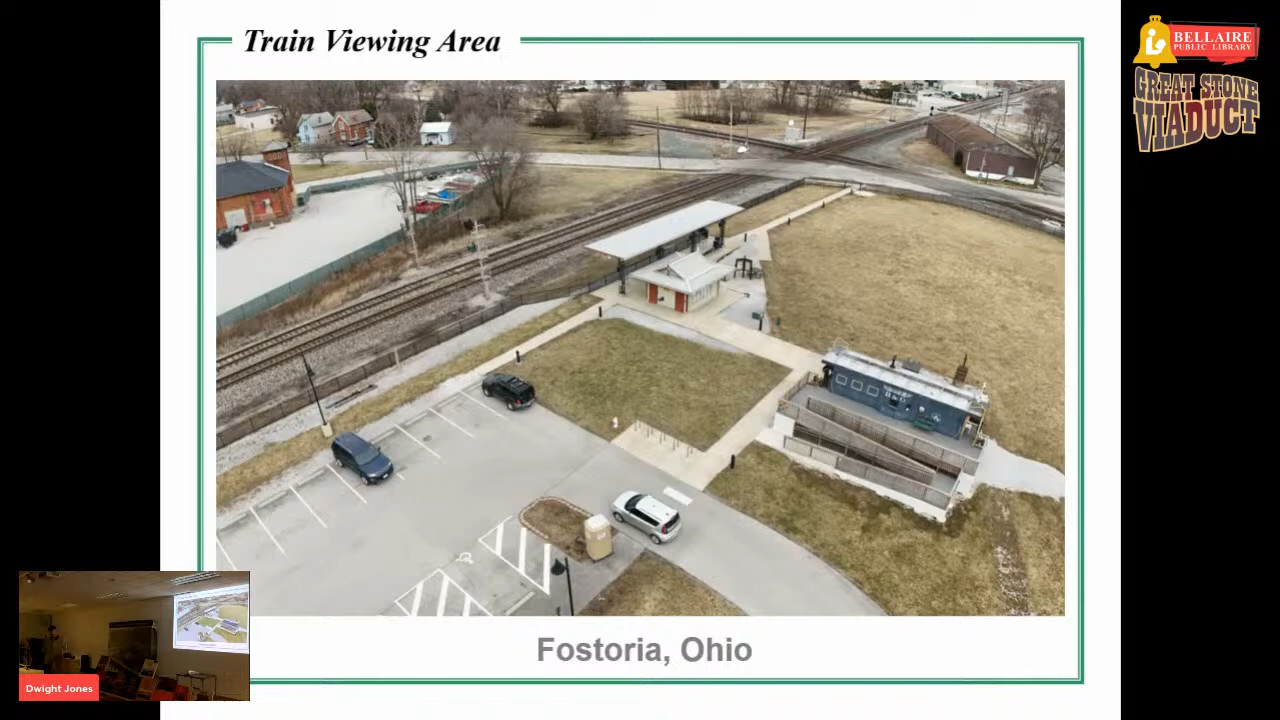 Train Viewing Area
BELLAIRE
PUBLIC LIBRARY
GREAT STONE
VIADUCT
B & O
Fostoria, Ohio
Dwight Jones